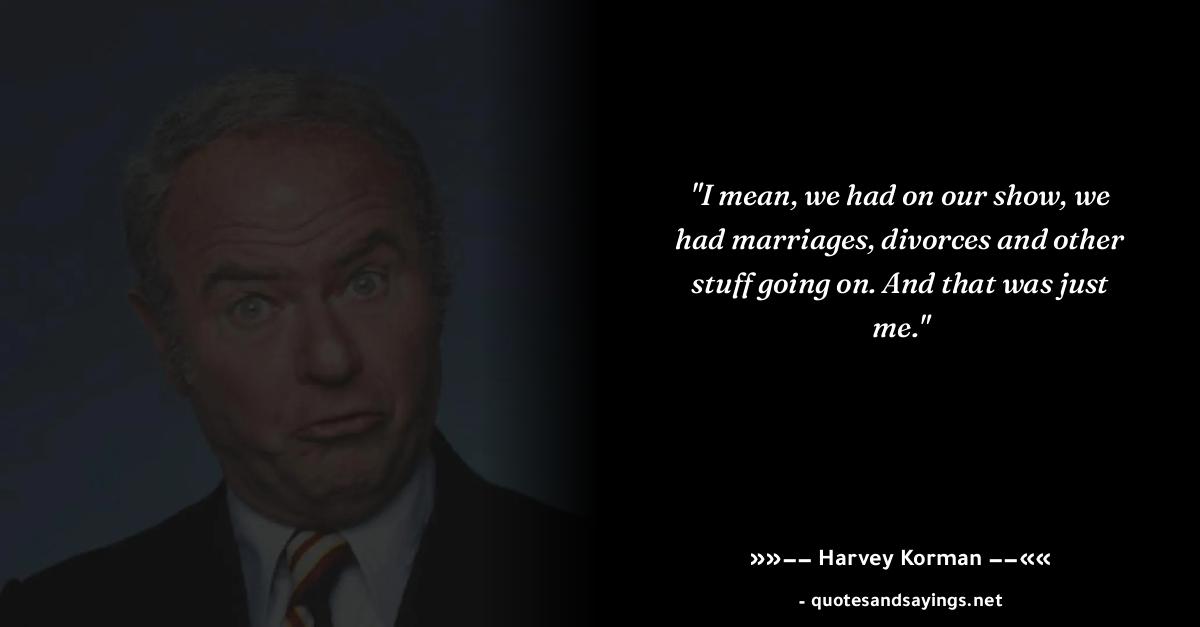 "I mean, we had on our show, we
had marriages, divorces and other
stuff going on. And that was just
me."
»»–– Harvey Korman ––««
- quotesandsayings.net